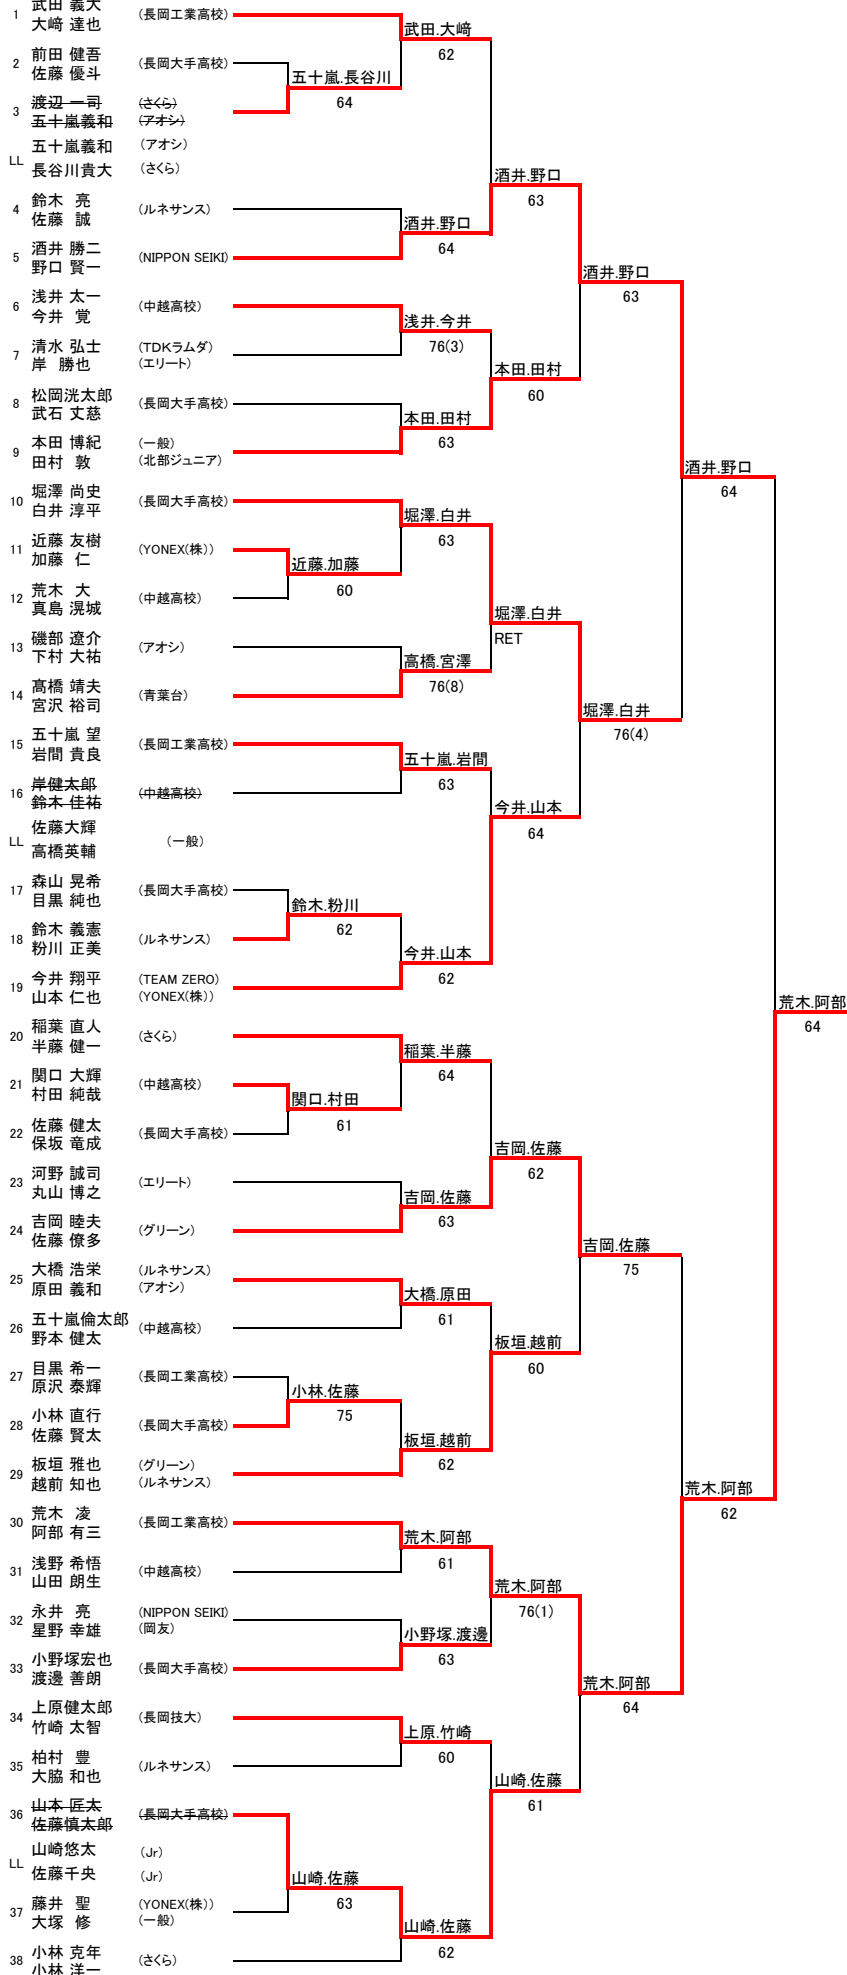 1 武田 義大 (長岡工業高校)
大﨑 達也
武田.大﨑
62
2 前田 健吾 (長岡大手高校)
佐藤 優斗
五十嵐.長谷川
64
3 渡辺 一司 (さくら)
五十嵐義和 (アオシ)
LL 五十嵐義和 (アオシ)
長谷川貴大 (さくら)
酒井.野口
63
4 鈴木 亮 (ルネサンス)
佐藤 誠
酒井.野口
64
5 酒井 勝二 (NIPPON SEIKI)
野口 賢一
酒井.野口
63
6 浅井 太一 (中越高校)
今井 覚
浅井.今井
76(3)
7 清水 弘士 (TDKラムダ)
岸 勝也 (エリート)
本田.田村
60
8 松岡洸太郎 (長岡大手高校)
武石 丈慈
本田.田村
63
9 本田 博紀 (一般)
田村 敦 (北部ジュニア)
酒井.野口
64
10 堀澤 尚史 (長岡大手高校)
白井 淳平
堀澤.白井
63
11 近藤 友樹 (YONEX(株))
加藤 仁
近藤.加藤
60
12 荒木 大 (中越高校)
真島 滉城
堀澤.白井
RET
13 磯部 遼介 (アオシ)
下村 大祐
高橋.宮澤
76(8)
14 髙橋 靖夫 (青葉台)
宮沢 裕司
堀澤.白井
76(4)
15 五十嵐 望 (長岡工業高校)
岩間 貴良
五十嵐.岩間
63
16 岸健太郎 (中越高校)
鈴木 佳祐
今井.山本
64
LL 佐藤大輝 (一般)
高橋英輔
17 森山 晃希 (長岡大手高校)
目黒 純也
鈴木.粉川
62
18 鈴木 義憲 (ルネサンス)
粉川 正美
今井.山本
62
19 今井 翔平 (TEAM ZERO)
山本 仁也 (YONEX(株))
荒木.阿部
64
20 稲葉 直人 (さくら)
半藤 健一
稲葉.半藤
64
21 関口 大輝 (中越高校)
村田 純哉
関口.村田
61
22 佐藤 健太 (長岡大手高校)
保坂 竜成
吉岡.佐藤
62
23 河野 誠司 (エリート)
丸山 博之
吉岡.佐藤
63
24 吉岡 睦夫 (グリーン)
佐藤 僚多
吉岡.佐藤
75
25 大橋 浩栄 (ルネサンス)
原田 義和 (アオシ)
大橋.原田
61
26 五十嵐倫太郎 (中越高校)
野本 健太
板垣.越前
60
27 目黒 希一 (長岡工業高校)
原沢 泰輝
小林.佐藤
75
28 小林 直行 (長岡大手高校)
佐藤 賢太
板垣.越前
62
29 板垣 雅也 (グリーン)
越前 知也 (ルネサンス)
荒木.阿部
62
30 荒木 凌 (長岡工業高校)
阿部 有三
荒木.阿部
61
31 浅野 希悟 (中越高校)
山田 朗生
荒木.阿部
76(1)
32 永井 亮 (NIPPON SEIKI)
星野 幸雄 (岡友)
小野塚.渡邊
63
33 小野塚宏也 (長岡大手高校)
渡邊 善朗
荒木.阿部
64
34 上原健太郎 (長岡技大)
竹崎 太智
上原.竹崎
60
35 柏村 豊 (ルネサンス)
大脇 和也
山崎.佐藤
61
36 山本 匠太 (長岡大手高校)
佐藤慎太郎
LL 山崎悠太 (Jr)
佐藤千央 (Jr)
山崎.佐藤
63
37 藤井 聖 (YONEX(株))
大塚 修 (一般)
山崎.佐藤
62
38 小林 克年 (さくら)
小林 洋一